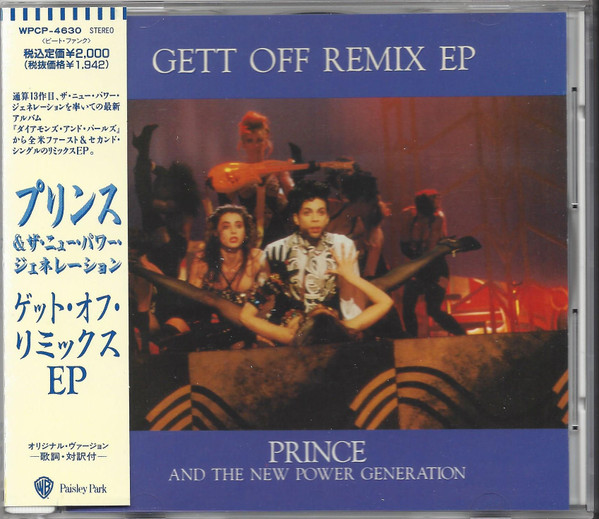 WPCP-4630 STEREO
<ビート・ファンク>
税込定価¥2,000
(税抜価格¥1,942)
通算13作目、ザ・ニュー・パワー・
ジェネレーションを率いての最新
アルバム
『ダイアモンズ・アンド・パールズ』
から全米ファースト&セカンド・
シングルのリミックスEP。
プリンス
&ザ・ニュー・パワー・
ジェネレーション
ゲット・オフ・
リミックス
EP
オリジナル・ヴァージョン
—歌詞・対訳付—
WB Paisley Park
GETT OFF REMIX EP
PRINCE
AND THE NEW POWER GENERATION